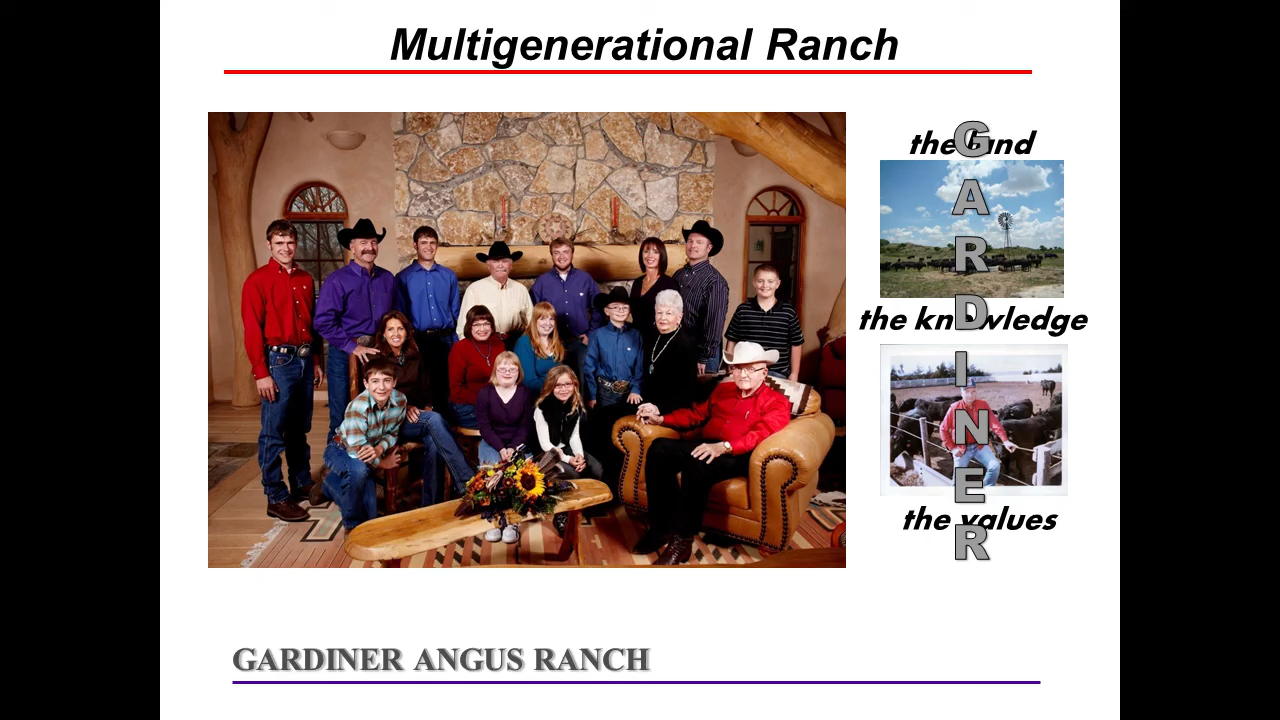 Multigenerational Ranch
the land
the knowledge
the values
GARDINER
GARDINER ANGUS RANCH